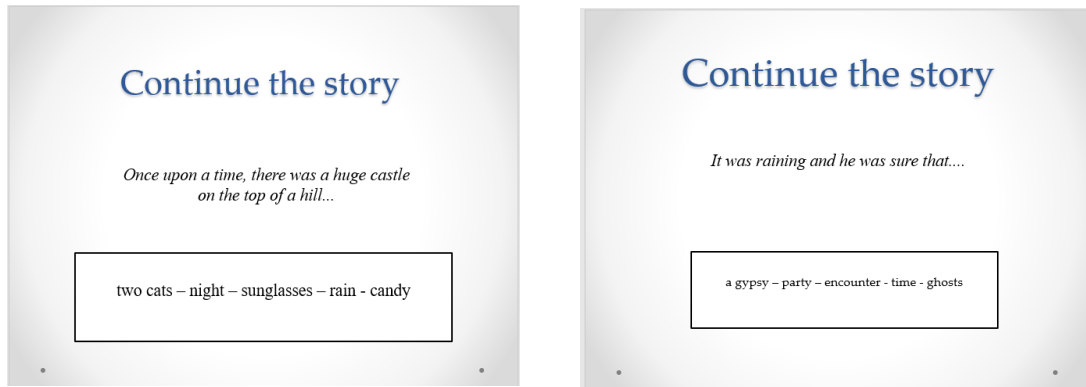 Continue the story
Once upon a time, there was a huge castle
on the top of a hill...
two cats – night – sunglasses – rain - candy
Continue the story
It was raining and he was sure that....
a gypsy – party – encounter - time - ghosts